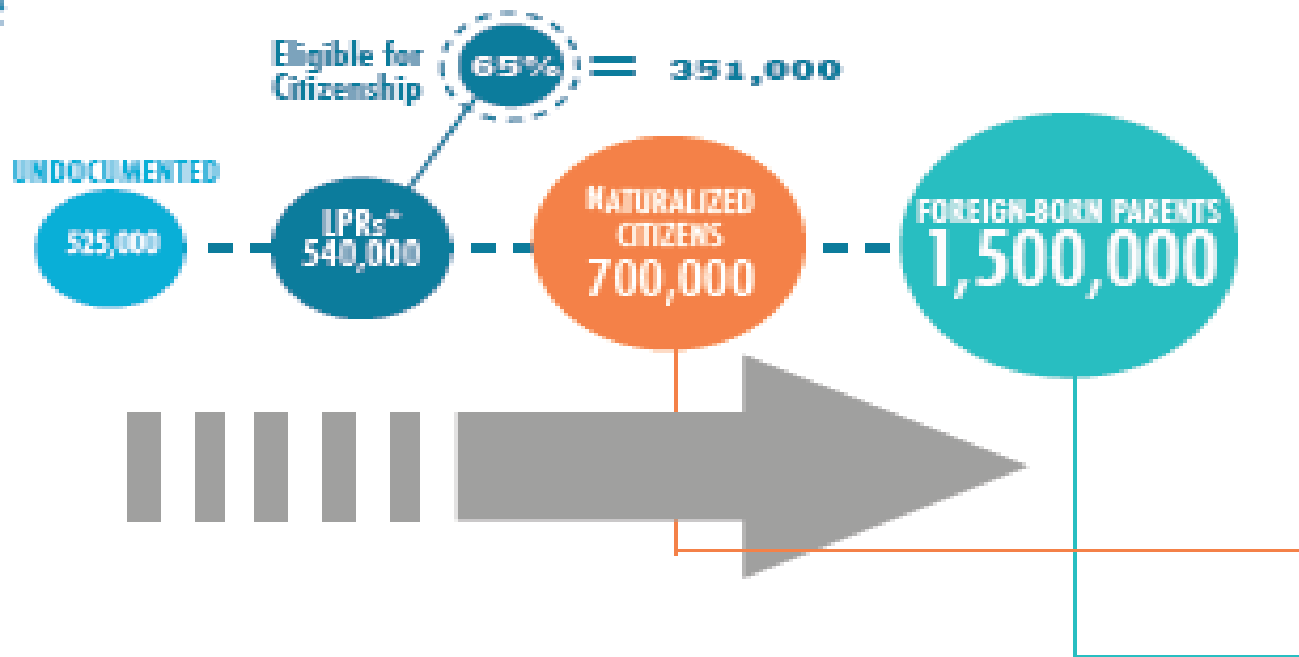 Eligible for
Citizenship
65% = 351,000
UNDOCUMENTED
525,000
LPRs~
540,000
NATURALIZED
CITIZENS
700,000
FOREIGN-BORN PARENTS
1,500,000